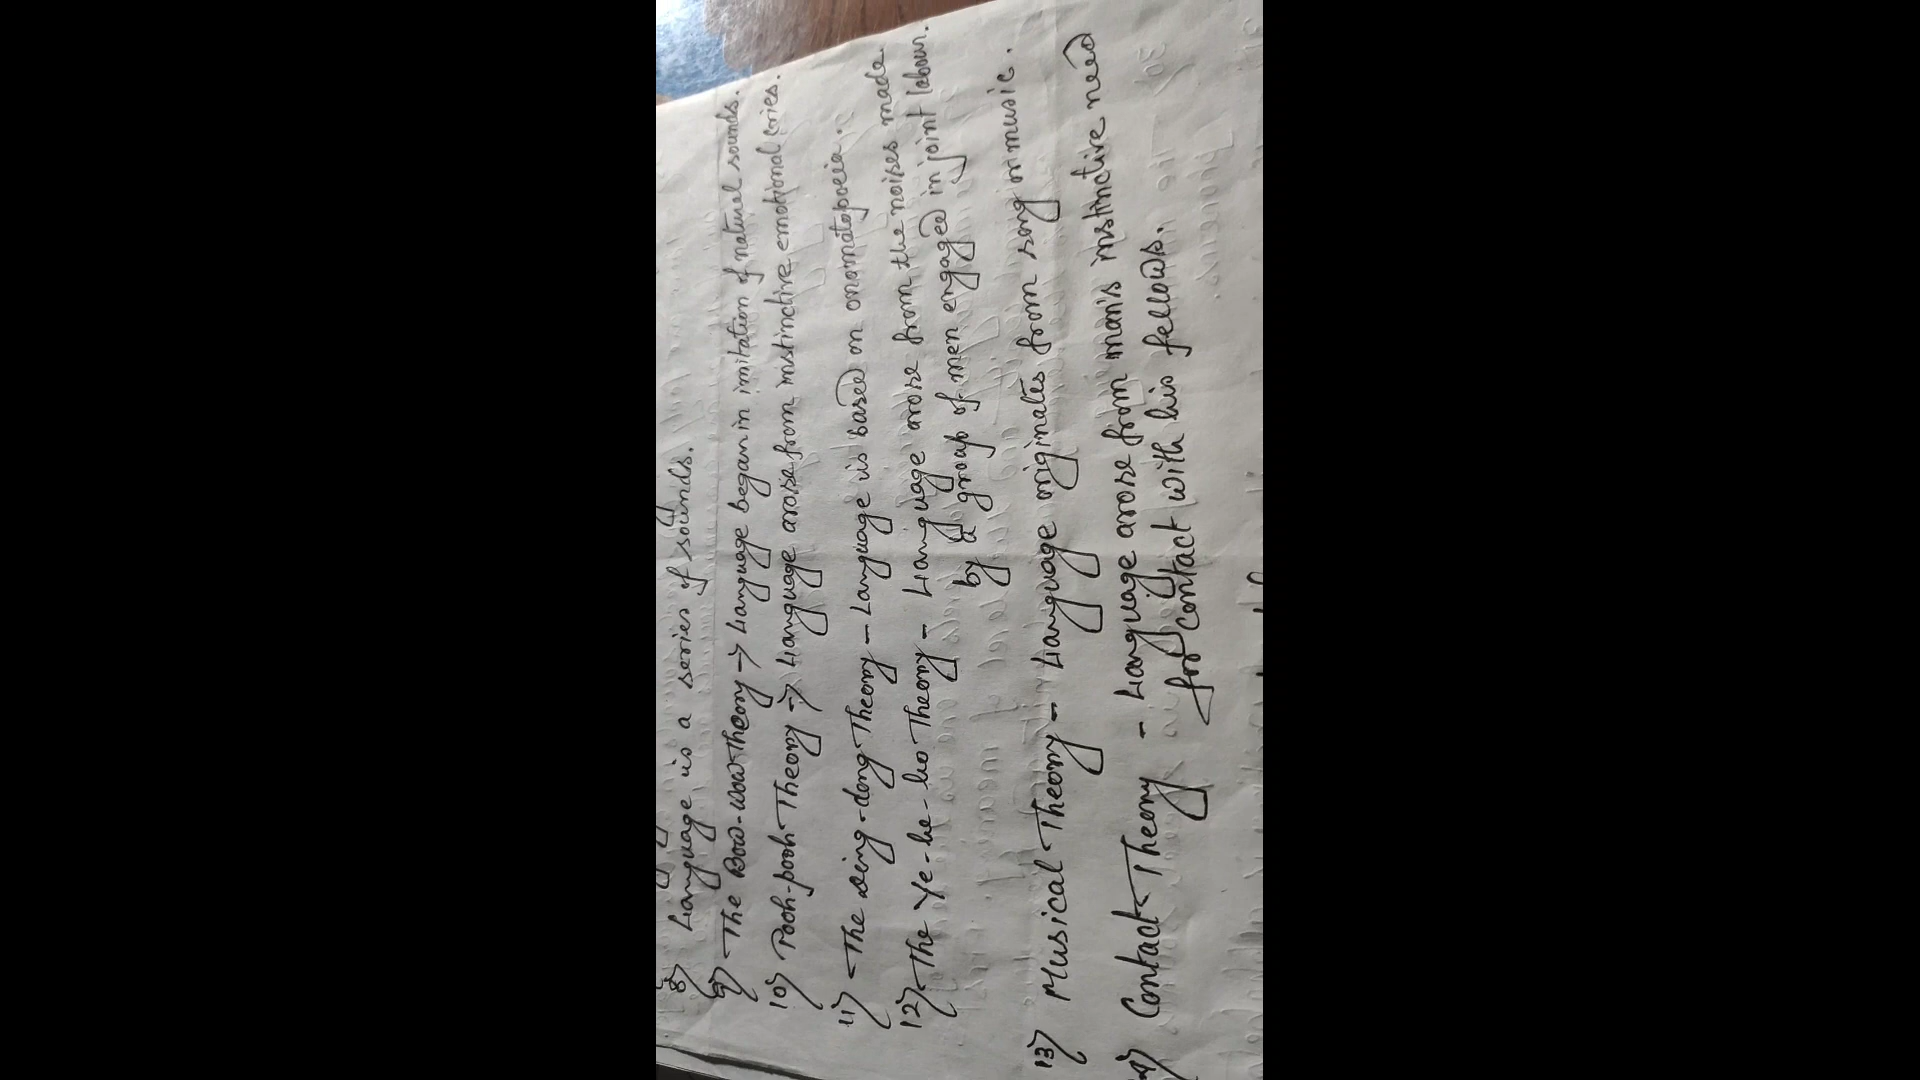 8) Language is a series of sounds.
9) The Bow-wow Theory → Language began in imitation of natural sounds.
10) Pooh-pooh Theory → Language arose from instinctive emotional cries.
11) The ding-dong Theory - Language is based on onomatopoeia.
12) The Ye-he-ho Theory - Language arose from the noises made
by a group of men engaged in joint labour.
13) Musical Theory - Language originates from song or music.
14) Contact Theory - Language arose from man's instinctive need
for contact with his fellows.